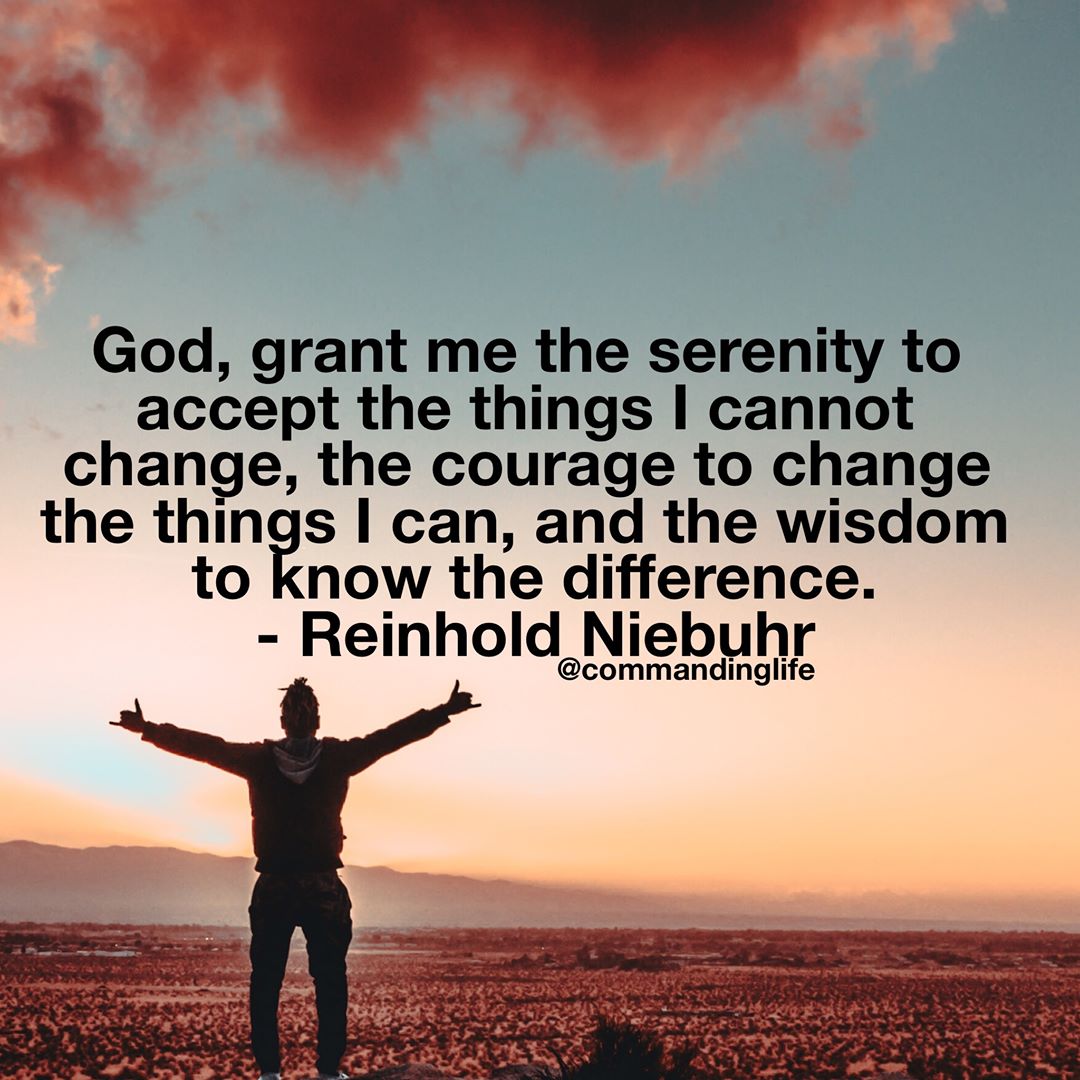 God, grant me the serenity to
accept the things I cannot
change, the courage to change
the things I can, and the wisdom
to know the difference.
- Reinhold Niebuhr
@commandinglife